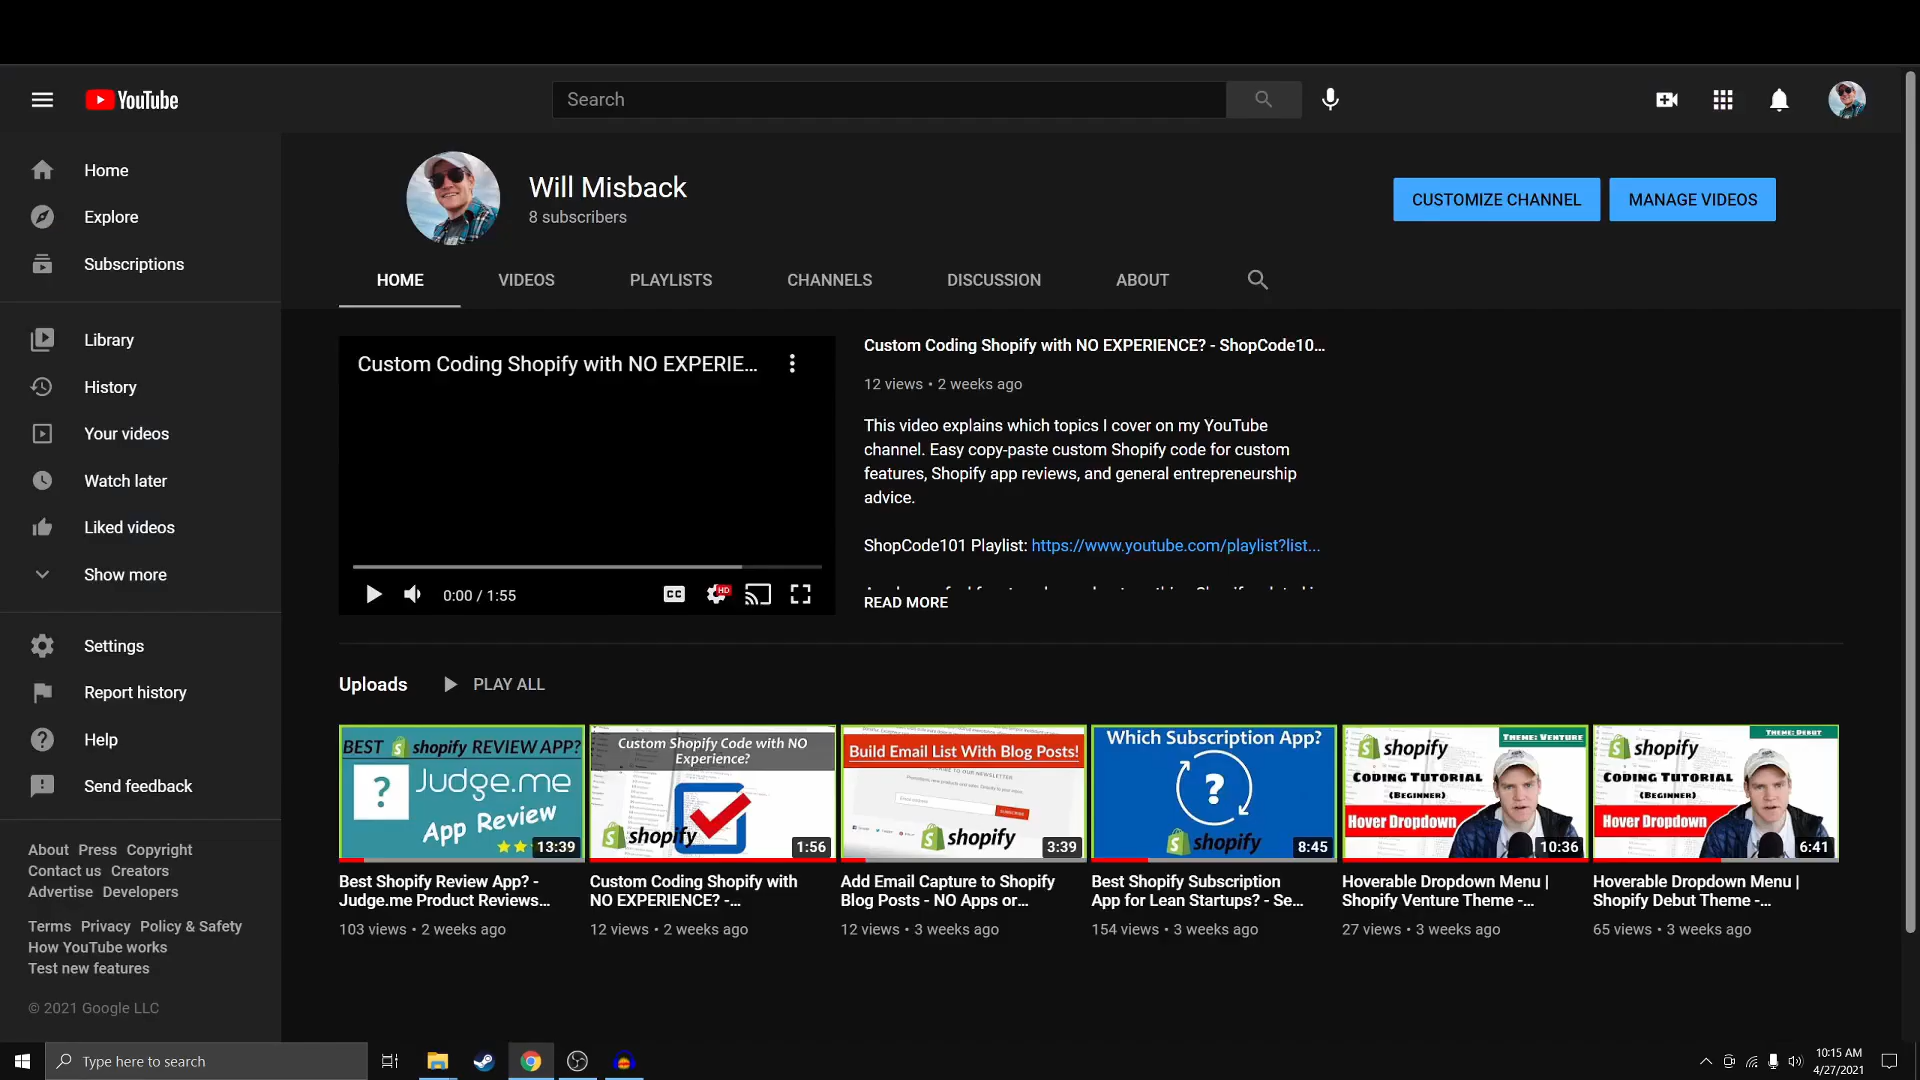 YouTube
Search
Home
Explore
Subscriptions
Library
History
Your videos
Watch later
Liked videos
Show more
Settings
Report history
Help
Send feedback
About Press Copyright
Contact us Creators
Advertise Developers
Terms Privacy Policy & Safety
How YouTube works
Test new features
© 2021 Google LLC
Will Misback
8 subscribers
CUSTOMIZE CHANNEL
MANAGE VIDEOS
HOME VIDEOS PLAYLISTS CHANNELS DISCUSSION ABOUT
Custom Coding Shopify with NO EXPERIE...
0:00 / 1:55
CC
HD
Custom Coding Shopify with NO EXPERIENCE? - ShopCode10...
12 views • 2 weeks ago
This video explains which topics I cover on my YouTube
channel. Easy copy-paste custom Shopify code for custom
features, Shopify app reviews, and general entrepreneurship
advice.
ShopCode101 Playlist: https://www.youtube.com/playlist?list...
READ MORE
Uploads
PLAY ALL
BEST shopify REVIEW APP?
?
Judge.me
App Review
13:39
Best Shopify Review App? -
Judge.me Product Reviews...
103 views • 2 weeks ago
Custom Shopify Code with NO
Experience?
shopify
1:56
Custom Coding Shopify with
NO EXPERIENCE? -...
12 views • 2 weeks ago
Build Email List With Blog Posts!
SUBSCRIBE
shopify
3:39
Add Email Capture to Shopify
Blog Posts - NO Apps or...
12 views • 3 weeks ago
Which Subscription App?
?
shopify
8:45
Best Shopify Subscription
App for Lean Startups? - Se...
154 views • 3 weeks ago
shopify
THEME: VENTURE
CODING TUTORIAL
(BEGINNER)
Hover Dropdown
10:36
Hoverable Dropdown Menu |
Shopify Venture Theme -...
27 views • 3 weeks ago
shopify
THEME: DEBUT
CODING TUTORIAL
(BEGINNER)
Hover Dropdown
6:41
Hoverable Dropdown Menu |
Shopify Debut Theme -...
65 views • 3 weeks ago
Type here to search
10:15 AM
4/27/2021